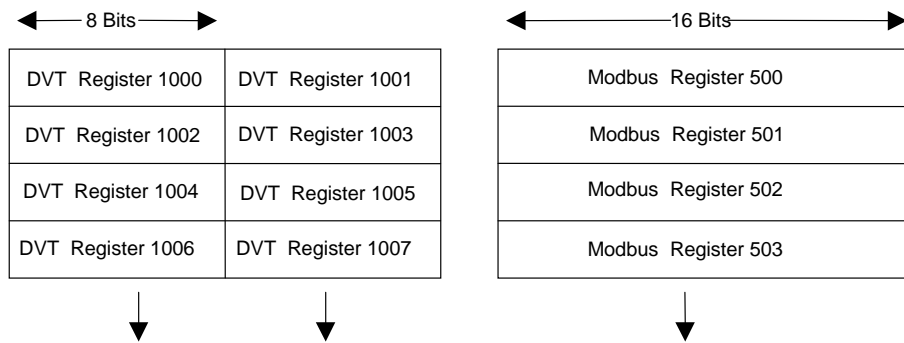 8 Bits
16 Bits
DVT Register 1000 DVT Register 1001 Modbus Register 500
DVT Register 1002 DVT Register 1003 Modbus Register 501
DVT Register 1004 DVT Register 1005 Modbus Register 502
DVT Register 1006 DVT Register 1007 Modbus Register 503